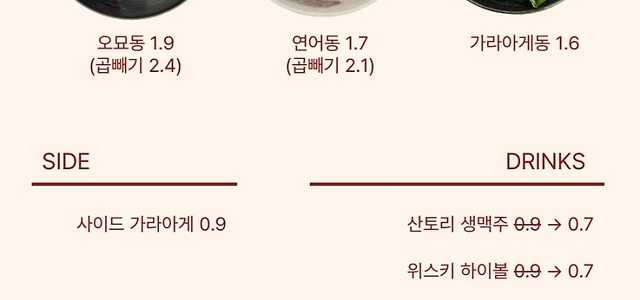 오묘동 1.9
(곱빼기 2.4)
연어동 1.7
(곱빼기 2.1)
가라아게동 1.6
SIDE
사이드 가라아게 0.9
DRINKS
산토리 생맥주 0.9 → 0.7
위스키 하이볼 0.9 → 0.7